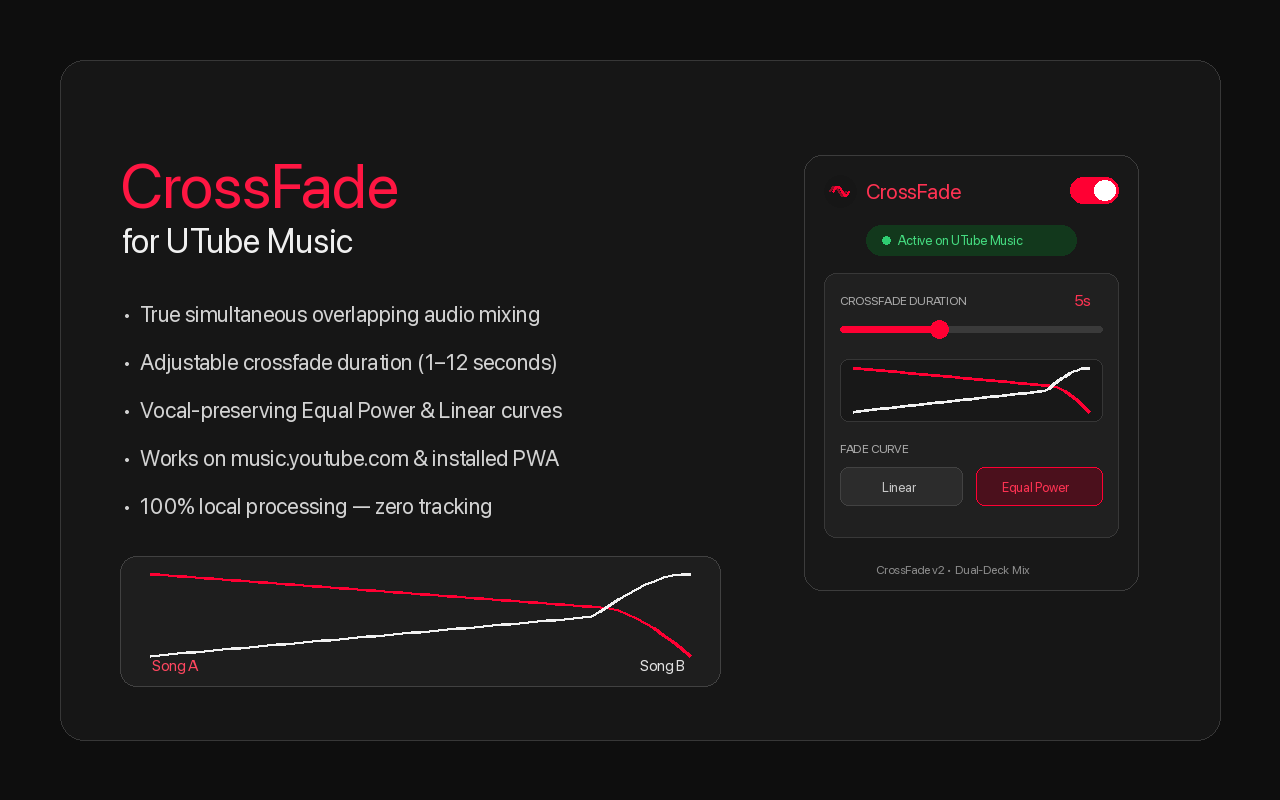 CrossFade
for UTube Music
• True simultaneous overlapping audio mixing
• Adjustable crossfade duration (1–12 seconds)
• Vocal-preserving Equal Power & Linear curves
• Works on music.youtube.com & installed PWA
• 100% local processing — zero tracking
Song A
Song B
CrossFade
Active on UTube Music
CROSSFADE DURATION
5s
FADE CURVE
Linear
Equal Power
CrossFade v2 • Dual-Deck Mix